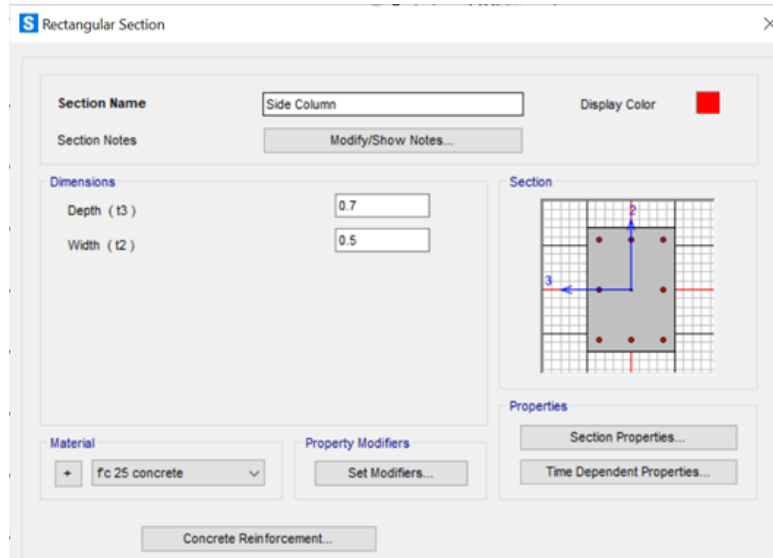 S Rectangular Section
Section Name Side Column Display Color
Section Notes Modify/Show Notes...
Dimensions Section
Depth ( t3 ) 0.7
Width ( t2 ) 0.5
2
3
Properties
Material Property Modifiers Section Properties...
+ f'c 25 concrete Set Modifiers... Time Dependent Properties...
Concrete Reinforcement...